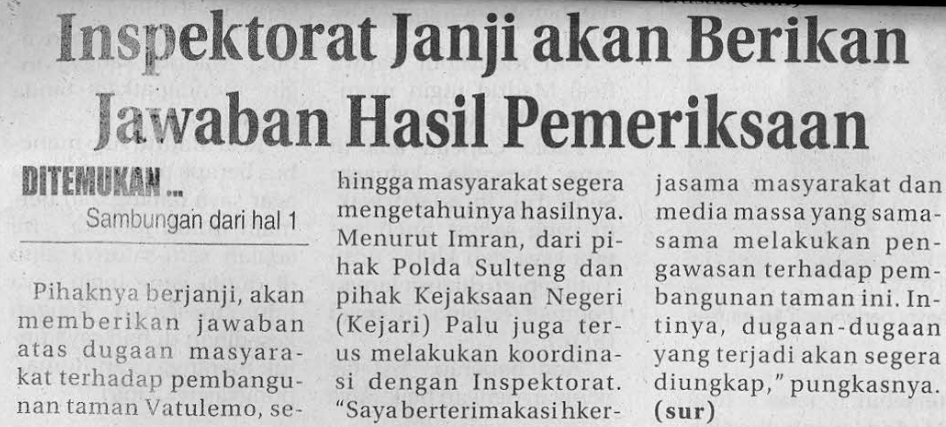 Inspektorat Janji akan Berikan
Jawaban Hasil Pemeriksaan
DITEMUKAN...
Sambungan dari hal 1
Pihaknya berjanji, akan
memberikan jawaban
atas dugaan masyara-
kat terhadap pembangu-
nan taman Vatulemo, se-
hingga masyarakat segera
mengetahuinya hasilnya.
Menurut Imran, dari pi-
hak Polda Sulteng dan
pihak Kejaksaan Negeri
(Kejari) Palu juga ter-
us melakukan koordina-
si dengan Inspektorat.
“Saya berterimakasi hker-
jasama masyarakat dan
media massa yang sama-
sama melakukan pen-
gawasan terhadap pem-
bangunan taman ini. In-
tinya, dugaan-dugaan
yang terjadi akan segera
diungkap,” pungkasnya.
(sur)